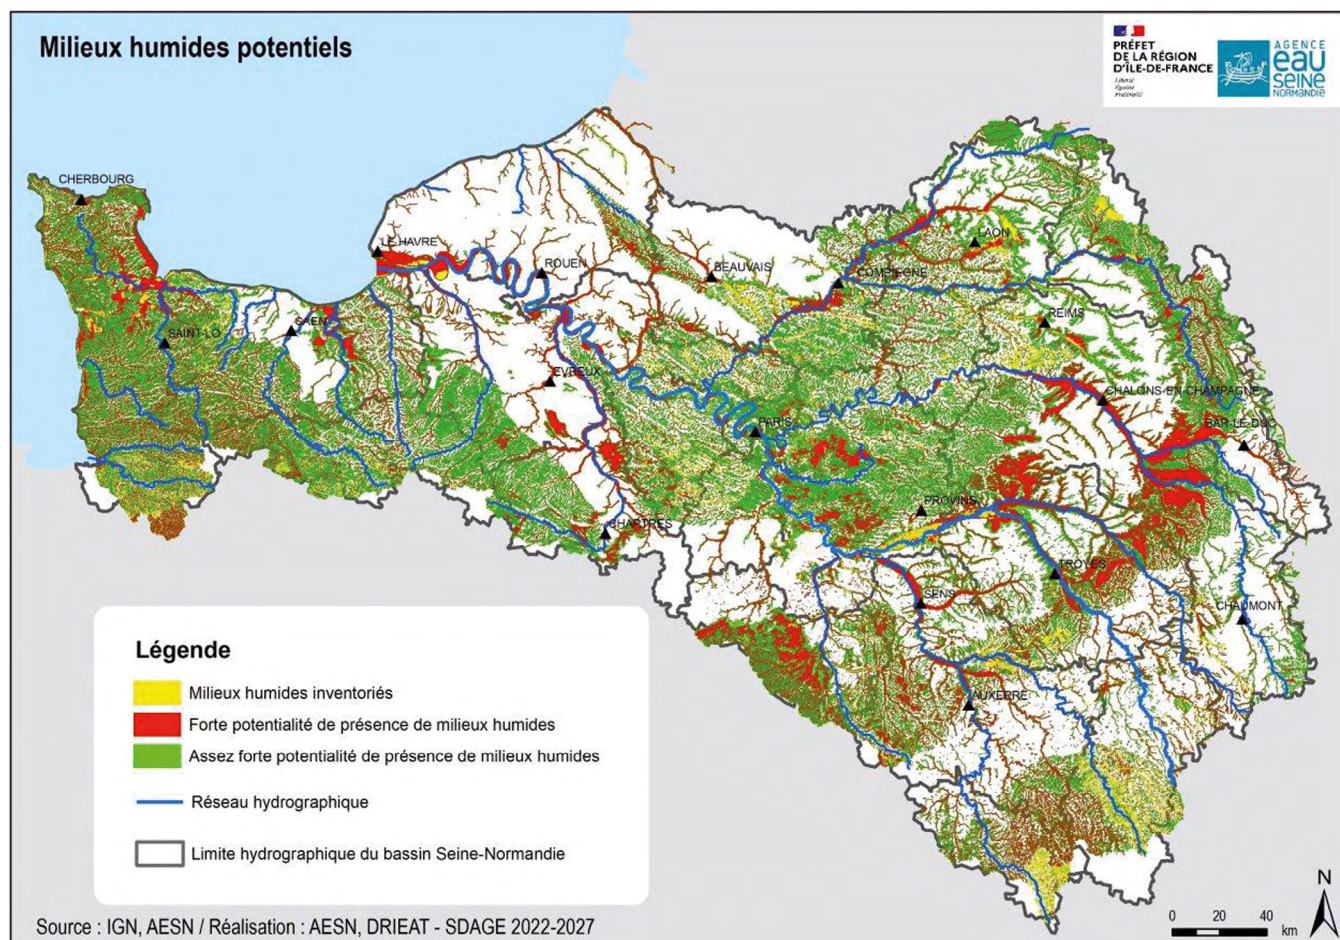 Milieux humides potentiels
PRÉFET
DE LA RÉGION
D'ÎLE-DE-FRANCE
Liberté
Égalité
Fraternité
AGENCE
eau
SEINE
NORMANDIE
CHERBOURG
LE HAVRE
ROUEN
BEAUVAIS
COMPIEGNE
LAON
REIMS
SAINT-LO
CAEN
EVREUX
PARIS
CHALONS-EN-CHAMPAGNE
BAR-LE-DUC
PROVINS
CHARTRES
TROYES
SENS
CHAUMONT
AUXERRE
Légende
Milieux humides inventoriés
Forte potentialité de présence de milieux humides
Assez forte potentialité de présence de milieux humides
Réseau hydrographique
Limite hydrographique du bassin Seine-Normandie
Source : IGN, AESN / Réalisation : AESN, DRIEAT - SDAGE 2022-2027
N
0 20 40
km